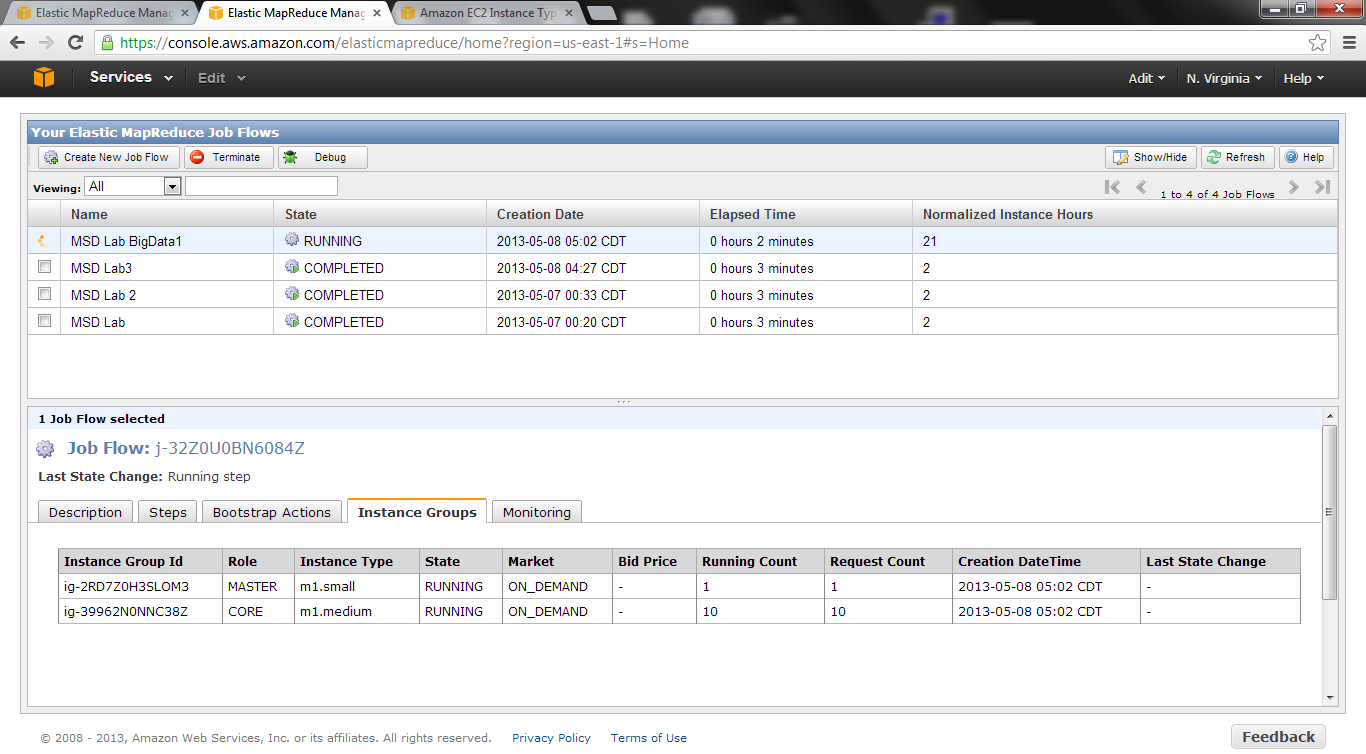 Elastic MapReduce Manag
Elastic MapReduce Manag
Amazon EC2 Instance Typ
https://console.aws.amazon.com/elasticmapreduce/home?region=us-east-1#s=Home
Services Edit Adit N. Virginia Help
Your Elastic MapReduce Job Flows
Create New Job Flow Terminate Debug Show/Hide Refresh Help
Viewing: All 1 to 4 of 4 Job Flows
Name State Creation Date Elapsed Time Normalized Instance Hours
MSD Lab BigData1 RUNNING 2013-05-08 05:02 CDT 0 hours 2 minutes 21
MSD Lab3 COMPLETED 2013-05-08 04:27 CDT 0 hours 3 minutes 2
MSD Lab 2 COMPLETED 2013-05-07 00:33 CDT 0 hours 3 minutes 2
MSD Lab COMPLETED 2013-05-07 00:20 CDT 0 hours 3 minutes 2
1 Job Flow selected
Job Flow: j-32Z0U0BN6084Z
Last State Change: Running step
Description Steps Bootstrap Actions Instance Groups Monitoring
Instance Group Id Role Instance Type State Market Bid Price Running Count Request Count Creation DateTime Last State Change
ig-2RD7Z0H3SLOM3 MASTER m1.small RUNNING ON_DEMAND - 1 1 2013-05-08 05:02 CDT -
ig-39962N0NNC38Z CORE m1.medium RUNNING ON_DEMAND - 10 10 2013-05-08 05:02 CDT -
© 2008 - 2013, Amazon Web Services, Inc. or its affiliates. All rights reserved. Privacy Policy Terms of Use Feedback